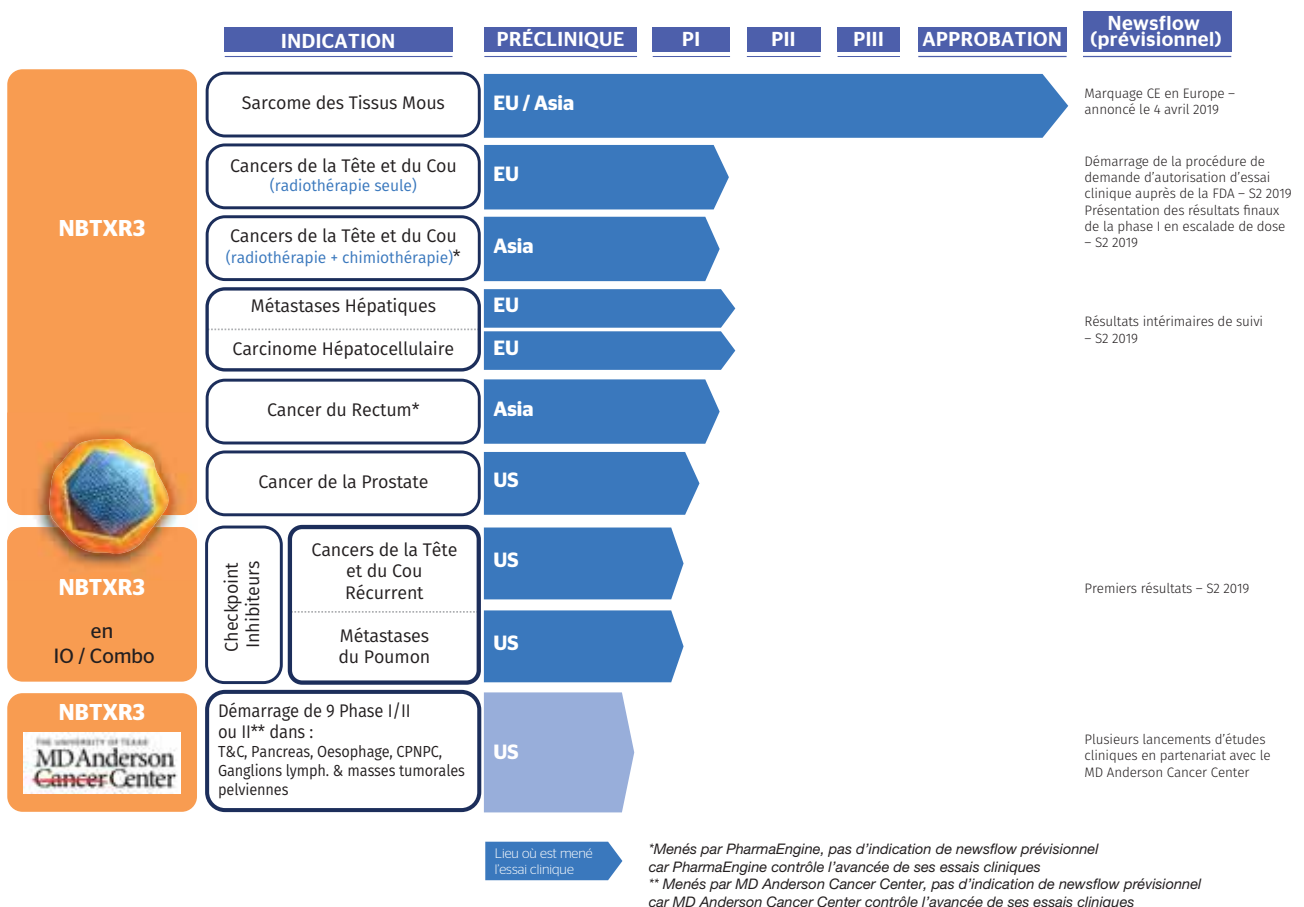 INDICATION
PRÉCLINIQUE
PI
PII
PIII
APPROBATION
Newsflow
(prévisionnel)
NBTXR3
Sarcome des Tissus Mous
EU / Asia
Marquage CE en Europe –
annoncé le 4 avril 2019
Cancers de la Tête et du Cou
(radiothérapie seule)
EU
Démarrage de la procédure de
demande d'autorisation d'essai
clinique auprès de la FDA – S2 2019
Présentation des résultats finaux
de la phase I en escalade de dose
– S2 2019
Cancers de la Tête et du Cou
(radiothérapie + chimiothérapie)*
Asia
Métastases Hépatiques
EU
Carcinome Hépatocellulaire
EU
Résultats intérimaires de suivi
– S2 2019
Cancer du Rectum*
Asia
Cancer de la Prostate
US
NBTXR3
en
IO / Combo
Checkpoint
Inhibiteurs
Cancers de la Tête
et du Cou
Récurrent
US
Métastases
du Poumon
US
Premiers résultats – S2 2019
NBTXR3
THE UNIVERSITY OF TEXAS
MD Anderson
Cancer Center
Démarrage de 9 Phase I/II
ou II** dans :
T&C, Pancreas, Oesophage, CPNPC,
Ganglions lymph. & masses tumorales
pelviennes
US
Plusieurs lancements d'études
cliniques en partenariat avec le
MD Anderson Cancer Center
Lieu où est mené
l'essai clinique
*Menés par PharmaEngine, pas d'indication de newsflow prévisionnel
car PharmaEngine contrôle l'avancée de ses essais cliniques
** Menés par MD Anderson Cancer Center, pas d'indication de newsflow prévisionnel
car MD Anderson Cancer Center contrôle l'avancée de ses essais cliniques